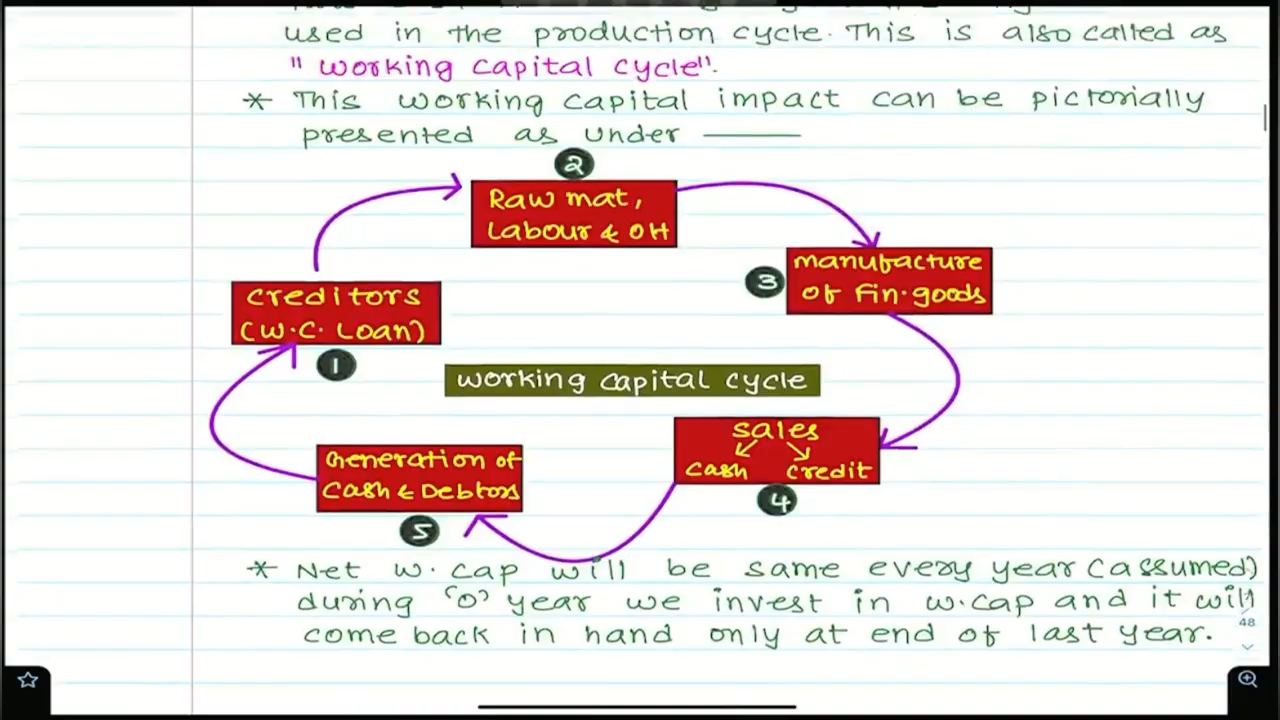 used in the production cycle. This is also called as
" working capital cycle".
* This working capital impact can be pictorially
presented as under ———
2
Raw mat,
Labour & OH
manufacture
of Fin. goods
3
creditors
(W.C. Loan)
1
working capital cycle
sales
cash credit
4
Generation of
Cash & Debtors
5
* Net w. cap will be same every year (assumed)
during '0' year we invest in w.cap and it will
come back in hand only at end of last year.
48